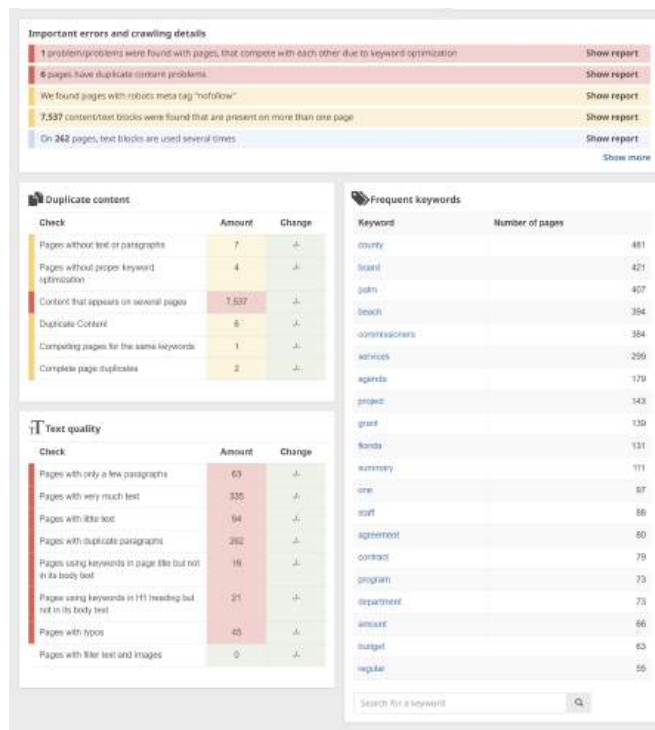 Important errors and crawling details
1 problem/problems were found with pages, that compete with each other due to keyword optimization Show report
6 pages have duplicate content problems Show report
We found pages with robots meta tag "nofollow" Show report
7,537 content/text blocks were found that are present on more than one page Show report
On 262 pages, text blocks are used several times Show report
Show more
Duplicate content
Check Amount Change
Pages without text or paragraphs 7 -/-
Pages without proper keyword
optimization 4 -/-
Content that appears on several pages 7,537 -/-
Duplicate Content 6 -/-
Competing pages for the same keywords 1 -/-
Complete page duplicates 2 -/-
Text quality
Check Amount Change
Pages with only a few paragraphs 63 -/-
Pages with very much text 335 -/-
Pages with little text 94 -/-
Pages with duplicate paragraphs 262 -/-
Pages using keywords in page title but not
in its body text 16 -/-
Pages using keywords in H1 heading but
not in its body text 21 -/-
Pages with typos 45 -/-
Pages with filler text and images 0 -/-
Frequent keywords
Keyword Number of pages
county 481
board 421
palm 407
beach 394
commissioners 384
services 299
agenda 179
project 143
grant 139
florida 131
summary 111
one 97
staff 88
agreement 80
contract 79
program 73
department 73
amount 66
budget 63
regular 55
Search for a keyword